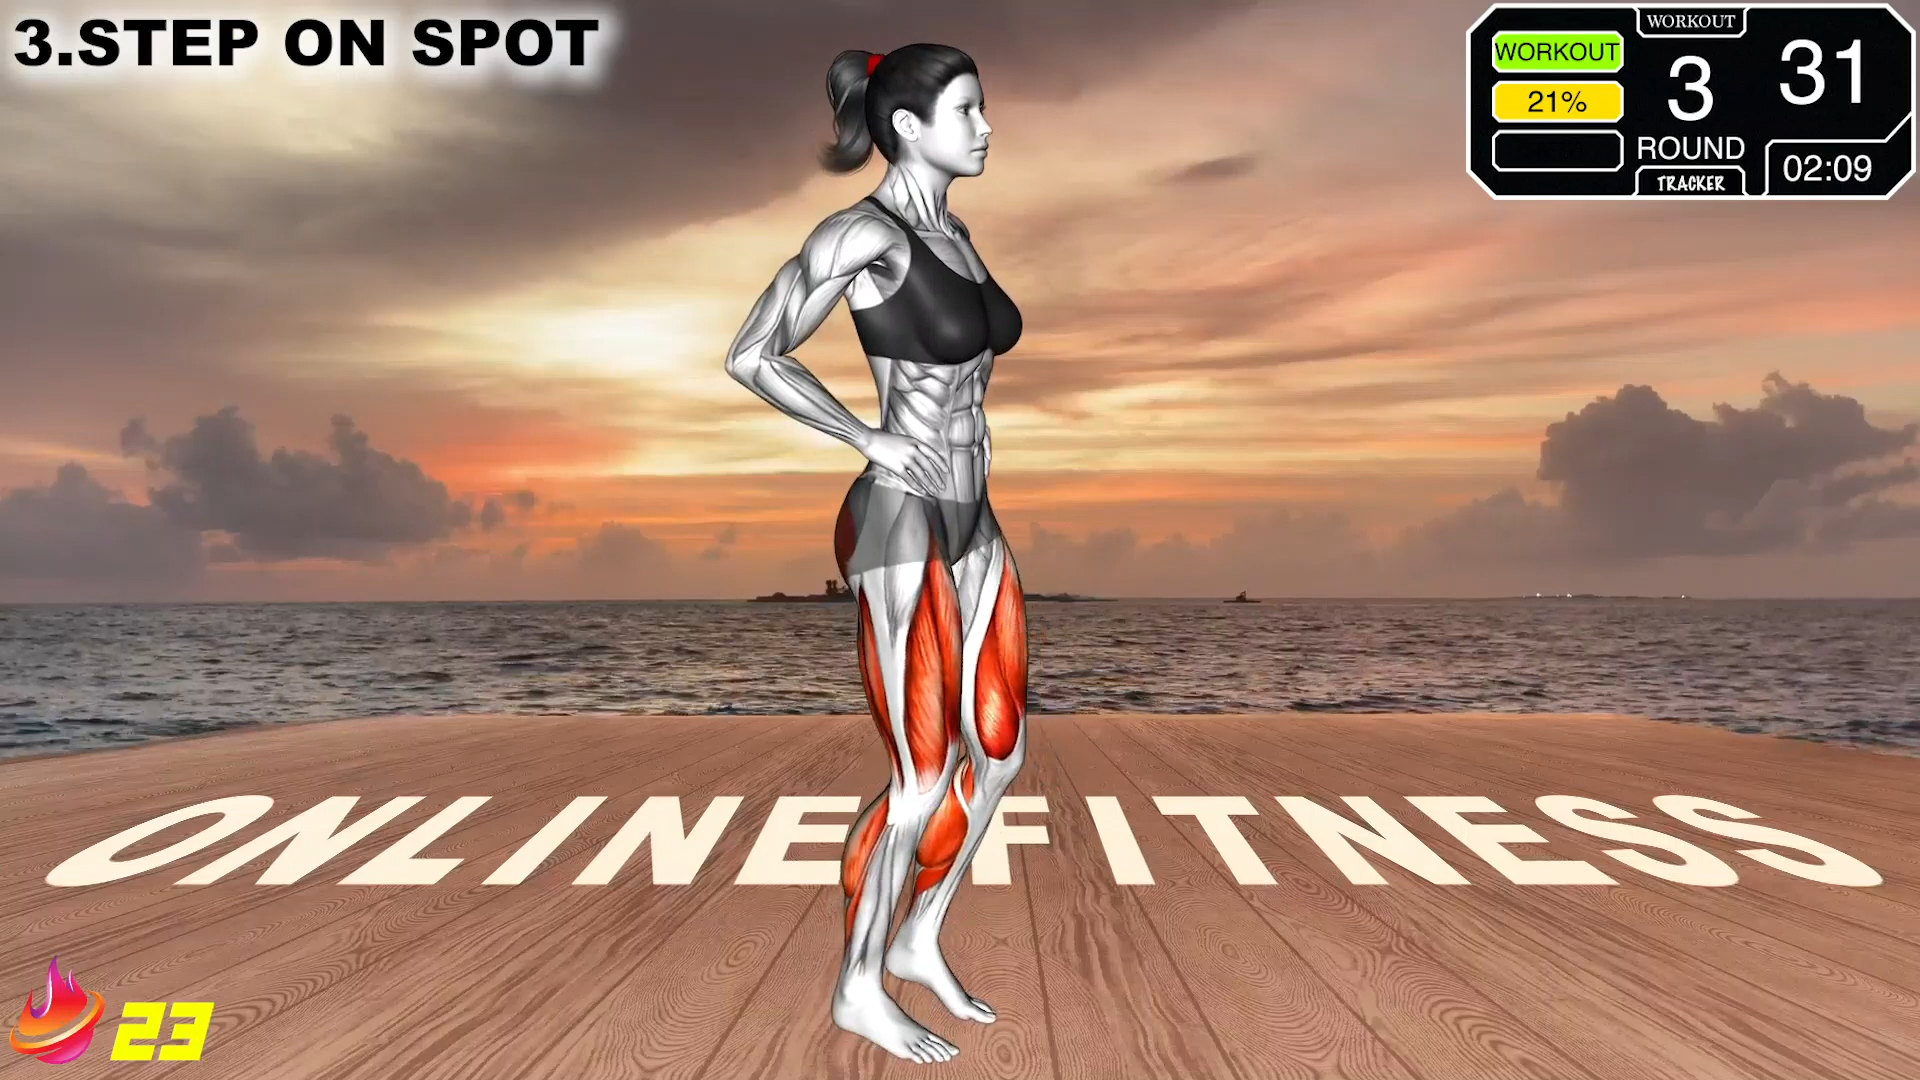 3.STEP ON SPOT
WORKOUT
WORKOUT
21%
3
ROUND
TRACKER
31
02:09
ONLINE FITNESS
23